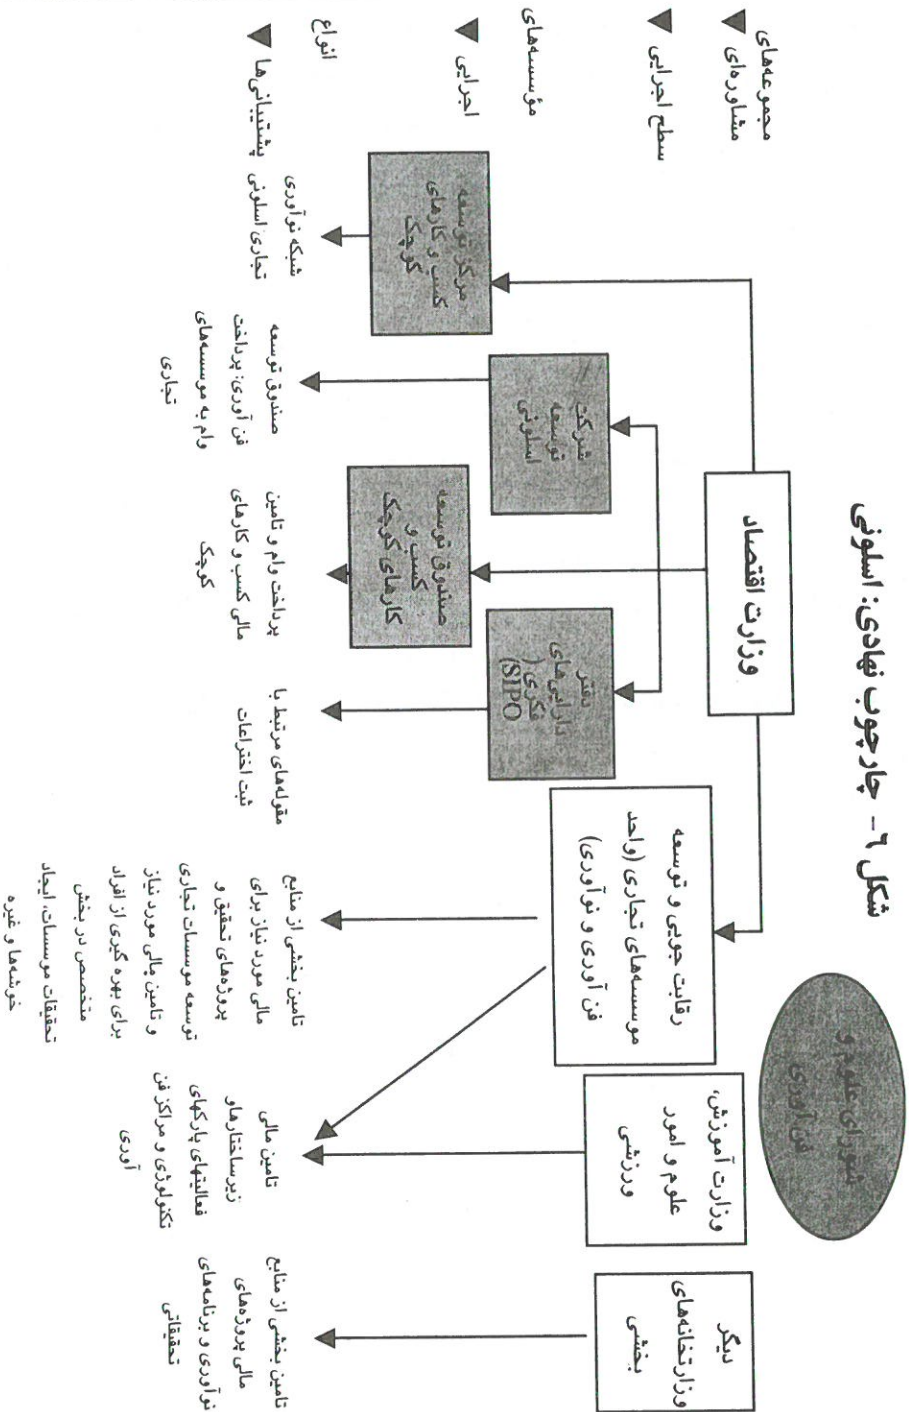 شکل ٦- چارچوب نهادی: اسلونی
مجموعه‌های
مشاوره‌ای
شورای علوم و
فن آوری
سطح اجرایی
وزارت اقتصاد
رقابت جویی و توسعه
موسسه‌های تجاری (واحد
فن آوری و نوآوری)
وزارت آموزش،
علوم و امور
ورزشی
دیگر
وزارتخانه‌های
بخشی
مؤسسه‌های
اجرایی
مرکز توسعه
کسب و کارهای
کوچک
شرکت
توسعه
اسلونی
صندوق توسعه
کسب و
کارهای کوچک
دفتر
دارایی‌های
فکری (
SIPO)
انواع
پشتیبانی‌ها
شبکه نوآوری
تجاری اسلونی
صندوق توسعه
فن آوری: پرداخت
وام به موسسه‌های
تجاری
پرداخت وام و تامین
مالی کسب و کارهای
کوچک
مقوله‌های مرتبط با
ثبت اختراعات
تامین بخشی از منابع
مالی مورد نیاز برای
پروژه‌های تحقیق و
توسعه موسسات تجاری
و تامین مالی مورد نیاز
برای بهره گیری از افراد
متخصص در بخش
تحقیقات موسسات، ایجاد
خوشه‌ها و غیره
تامین مالی
زیرساختارهاو
فعالیتهای پارکهای
تکنولوژی و مراکز فن
آوری
تامین بخشی از منابع
مالی پروژه‌های
نوآوری و برنامه‌های
تحقیقاتی